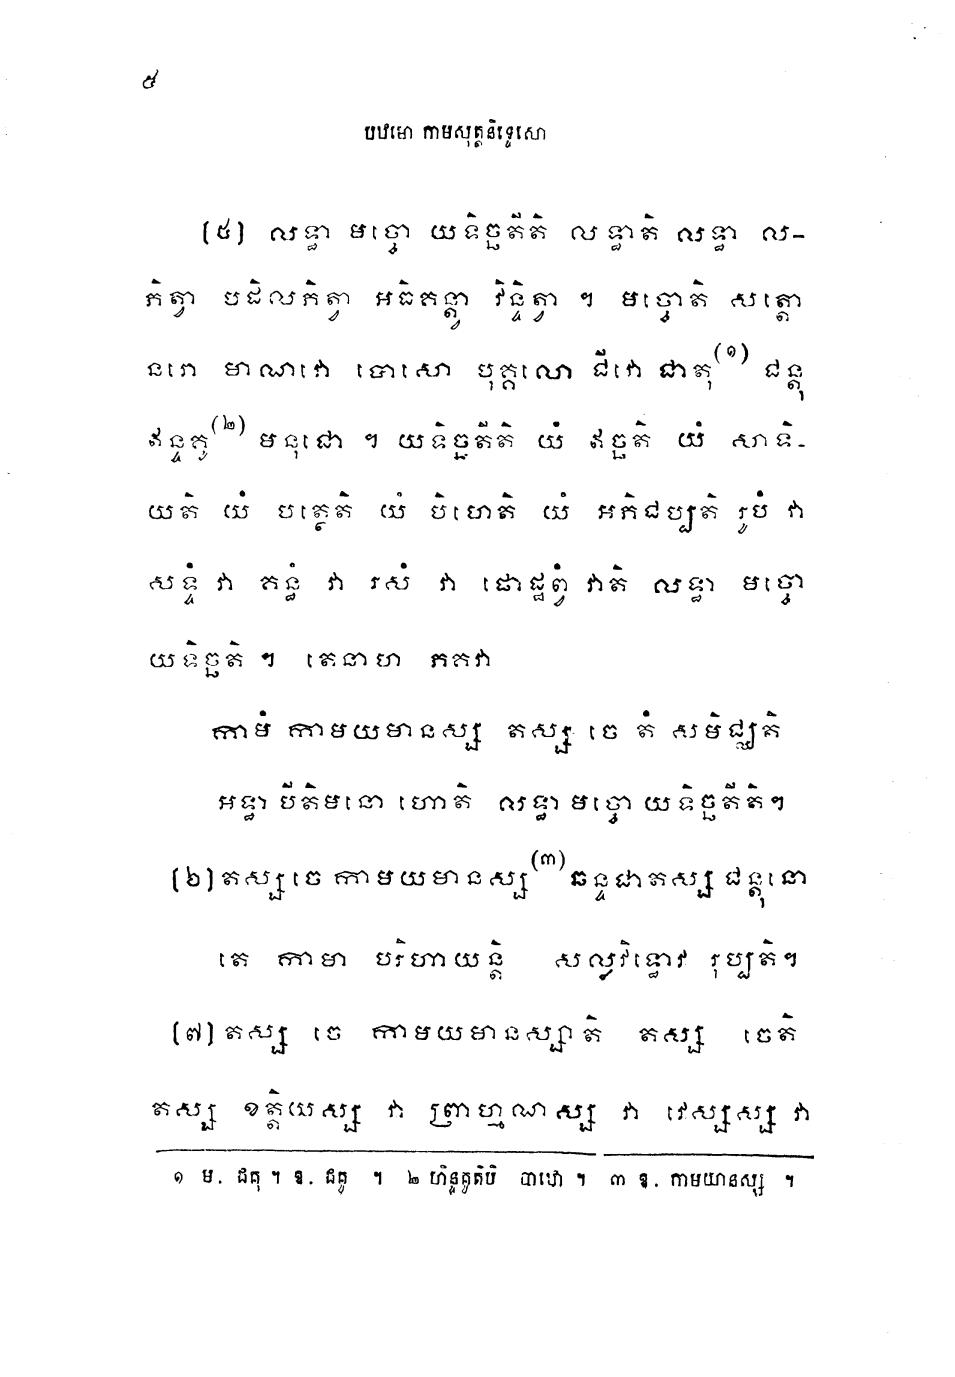 ៥
បឋមោ កាមសុត្តនិទ្ទេសោ
(៥) លទ្ធា មច្ចោ យទិច្ឆតីតិ លទ្ធាតិ លទ្ធា ល-
ភិត្វា បដិលភិត្វា អធិគន្ត្វា វិន្ទិត្វា ។ មច្ចោតិ សត្តោ
នរោ មាណវោ បោសោ បុគ្គលោ ជីវោ ជាតុ(១) ជន្តុ
ឥន្ទគូ(២) មនុជោ ។ យទិច្ឆតីតិ យំ ឥច្ឆតិ យំ សាទិ-
យតិ យំ បត្ថេតិ យំ បិហេតិ យំ អភិជប្បតិ រូបំ វា
សទ្ទំ វា គន្ធំ វា រសំ វា ផោដ្ឋព្វំ វាតិ លទ្ធា មច្ចោ
យទិច្ឆតិ ។ តេនាហ ភគវា
កាមំ កាមយមានស្ស តស្ស ចេ តំ សមិជ្ឈតិ
អទ្ធា បីតិមនោ ហោតិ លទ្ធា មច្ចោ យទិច្ឆតីតិ។
(៦) តស្ស ចេ កាមយមានស្ស(៣) ឆន្ទជាតស្ស ជន្តុនោ
តេ កាមា បរិហាយន្តិ សល្លវិទ្ធោវ រុប្បតិ។
(៧) តស្ស ចេ កាមយមានស្សាតិ តស្ស ចេតិ
តស្ស ខត្តិយស្ស វា ព្រាហ្មណស្ស វា វេស្សស្ស វា
១ ម. ជគុ ។ ឧ. ជគូ ។ ២ ហិន្ទគូតិបិ បាឋោ ។ ៣ ឧ. កាមយានស្ស ។